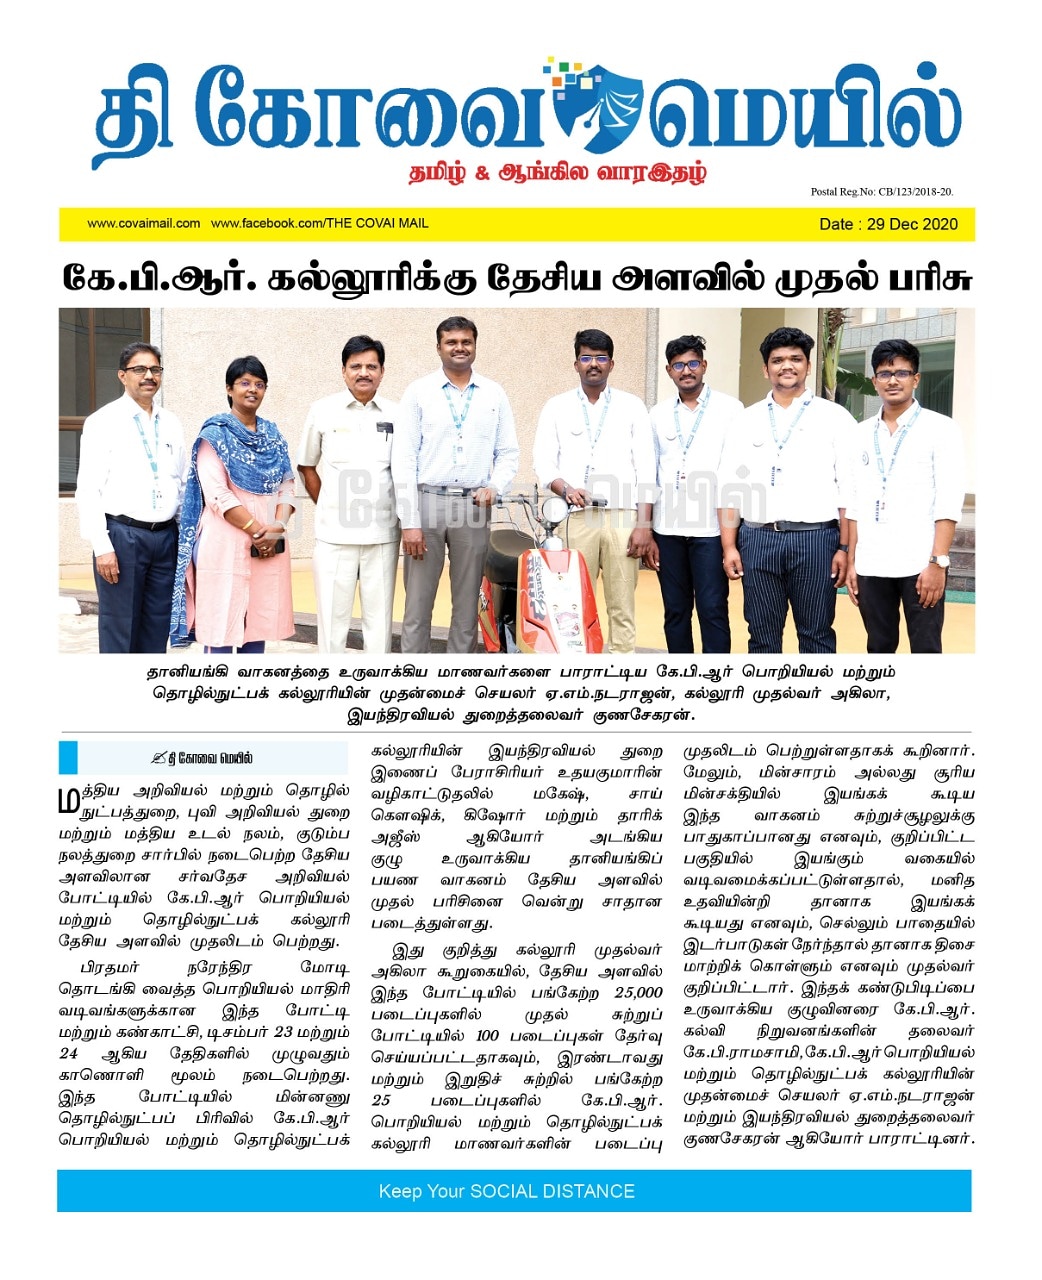 தி கோவை மெயில்
தமிழ் & ஆங்கில வாரஇதழ்
Postal Reg.No: CB/123/2018-20.
www.covaimail.com www.facebook.com/THE COVAI MAIL
Date : 29 Dec 2020
கே.பி.ஆர். கல்லூரிக்கு தேசிய அளவில் முதல் பரிசு
தி கோவை மெயில்
தானியங்கி வாகனத்தை உருவாக்கிய மாணவர்களை பாராட்டிய கே.பி.ஆர் பொறியியல் மற்றும்
தொழில்நுட்பக் கல்லூரியின் முதன்மைச் செயலர் ஏ.எம்.நடராஜன், கல்லூரி முதல்வர் அகிலா,
இயந்திரவியல் துறைத்தலைவர் குணசேகரன்.
தி கோவை மெயில்
மத்திய அறிவியல் மற்றும் தொழில்
நுட்பத்துறை, புவி அறிவியல் துறை
மற்றும் மத்திய உடல் நலம், குடும்ப
நலத்துறை சார்பில் நடைபெற்ற தேசிய
அளவிலான சர்வதேச அறிவியல்
போட்டியில் கே.பி.ஆர் பொறியியல்
மற்றும் தொழில்நுட்பக் கல்லூரி
தேசிய அளவில் முதலிடம் பெற்றது.
பிரதமர் நரேந்திர மோடி
தொடங்கி வைத்த பொறியியல் மாதிரி
வடிவங்களுக்கான இந்த போட்டி
மற்றும் கண்காட்சி, டிசம்பர் 23 மற்றும்
24 ஆகிய தேதிகளில் முழுவதும்
காணொளி மூலம் நடைபெற்றது.
இந்த போட்டியில் மின்னணு
தொழில்நுட்பப் பிரிவில் கே.பி.ஆர்
பொறியியல் மற்றும் தொழில்நுட்பக்
கல்லூரியின் இயந்திரவியல் துறை
இணைப் பேராசிரியர் உதயகுமாரின்
வழிகாட்டுதலில் மகேஷ், சாய்
கௌஷிக், கிஷோர் மற்றும் தாரிக்
அஜீஸ் ஆகியோர் அடங்கிய
குழு உருவாக்கிய தானியங்கிப்
பயண வாகனம் தேசிய அளவில்
முதல் பரிசினை வென்று சாதான
படைத்துள்ளது.
இது குறித்து கல்லூரி முதல்வர்
அகிலா கூறுகையில், தேசிய அளவில்
இந்த போட்டியில் பங்கேற்ற 25,000
படைப்புகளில் முதல் சுற்றுப்
போட்டியில் 100 படைப்புகள் தேர்வு
செய்யப்பட்டதாகவும், இரண்டாவது
மற்றும் இறுதிச் சுற்றில் பங்கேற்ற
25 படைப்புகளில் கே.பி.ஆர்.
பொறியியல் மற்றும் தொழில்நுட்பக்
கல்லூரி மாணவர்களின் படைப்பு
முதலிடம் பெற்றுள்ளதாகக் கூறினார்.
மேலும், மின்சாரம் அல்லது சூரிய
மின்சக்தியில் இயங்கக் கூடிய
இந்த வாகனம் சுற்றுச்சூழலுக்கு
பாதுகாப்பானது எனவும், குறிப்பிட்ட
பகுதியில் இயங்கும் வகையில்
வடிவமைக்கப்பட்டுள்ளதால், மனித
உதவியின்றி தானாக இயங்கக்
கூடியது எனவும், செல்லும் பாதையில்
இடர்பாடுகள் நேர்ந்தால் தானாக திசை
மாற்றிக் கொள்ளும் எனவும் முதல்வர்
குறிப்பிட்டார். இந்தக் கண்டுபிடிப்பை
உருவாக்கிய குழுவினரை கே.பி.ஆர்.
கல்வி நிறுவனங்களின் தலைவர்
கே.பி.ராமசாமி, கே.பி.ஆர் பொறியியல்
மற்றும் தொழில்நுட்பக் கல்லூரியின்
முதன்மைச் செயலர் ஏ.எம்.நடராஜன்
மற்றும் இயந்திரவியல் துறைத்தலைவர்
குணசேகரன் ஆகியோர் பாராட்டினர்.
Keep Your SOCIAL DISTANCE